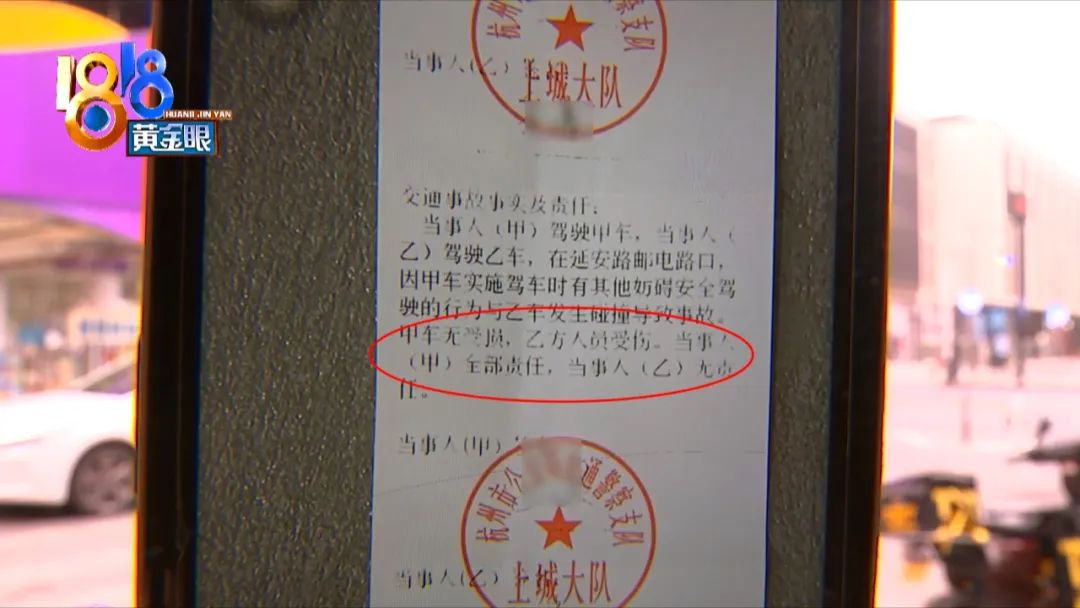 1818
HUANG JIN YAN
黄金眼
杭州市 察支队
当事人(乙)
上城大队
交通事故事实及责任:
当事人(甲)驾驶甲车,当事人(
乙)驾驶乙车,在延安路邮电路口,
因甲车实施驾车时有其他妨碍安全驾
驶的行为与乙车发生碰撞导致事故。
甲车无受损,乙方人员受伤。当事人
(甲)全部责任,当事人(乙)无责
任。
当事人(甲)
杭州市公 通警察支队
当事人(乙)
上城大队